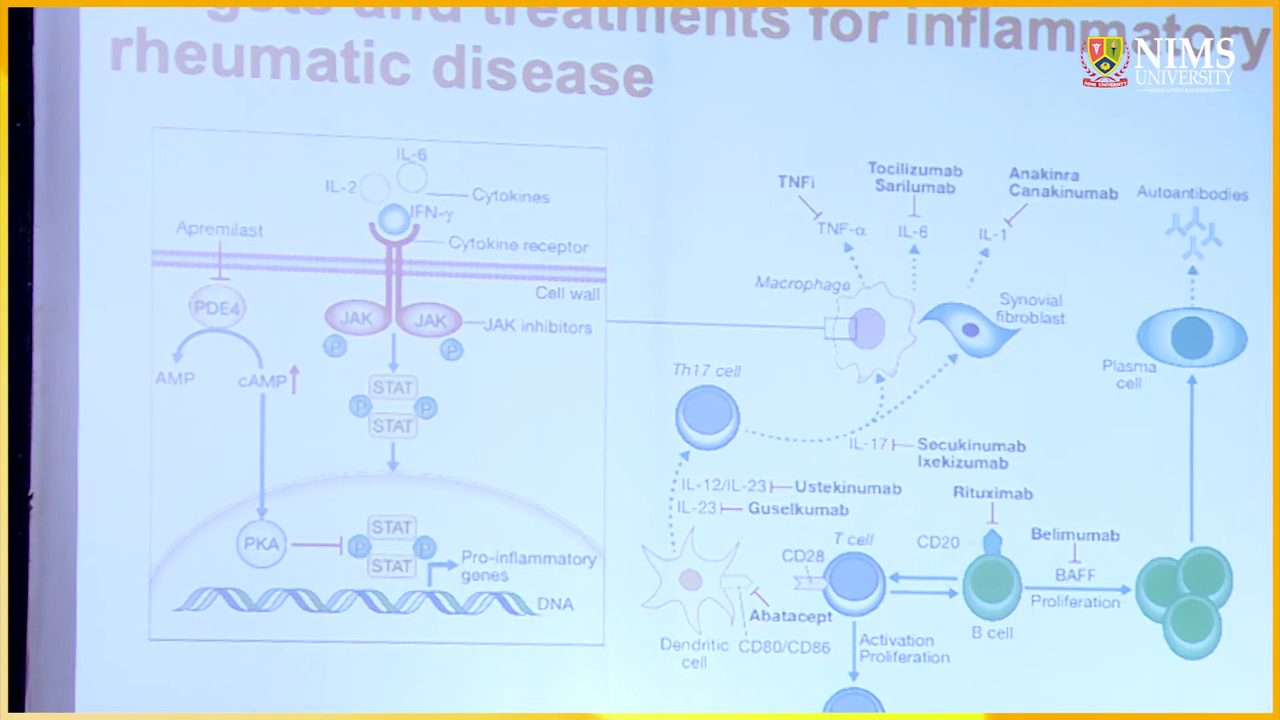 and treatments for inflammatory
rheumatic disease
NIMS
UNIVERSITY
IL-6
IL-2
Cytokines
IFN-γ
Apremilast
Cytokine receptor
Cell wall
PDE4
JAK
JAK
JAK inhibitors
P
P
AMP
cAMP
STAT
P
P
STAT
PKA
STAT
P
P
STAT
Pro-inflammatory
genes
DNA
TNFi
Tocilizumab
Sarilumab
Anakinra
Canakinumab
Autoantibodies
TNF-α
IL-6
IL-1
Macrophage
Synovial
fibroblast
Plasma
cell
Th17 cell
IL-17
Secukinumab
Ixekizumab
IL-12/IL-23
Ustekinumab
IL-23
Guselkumab
Rituximab
Belimumab
T cell
CD20
CD28
BAFF
Proliferation
Abatacept
B cell
Dendritic
cell
CD80/CD86
Activation
Proliferation